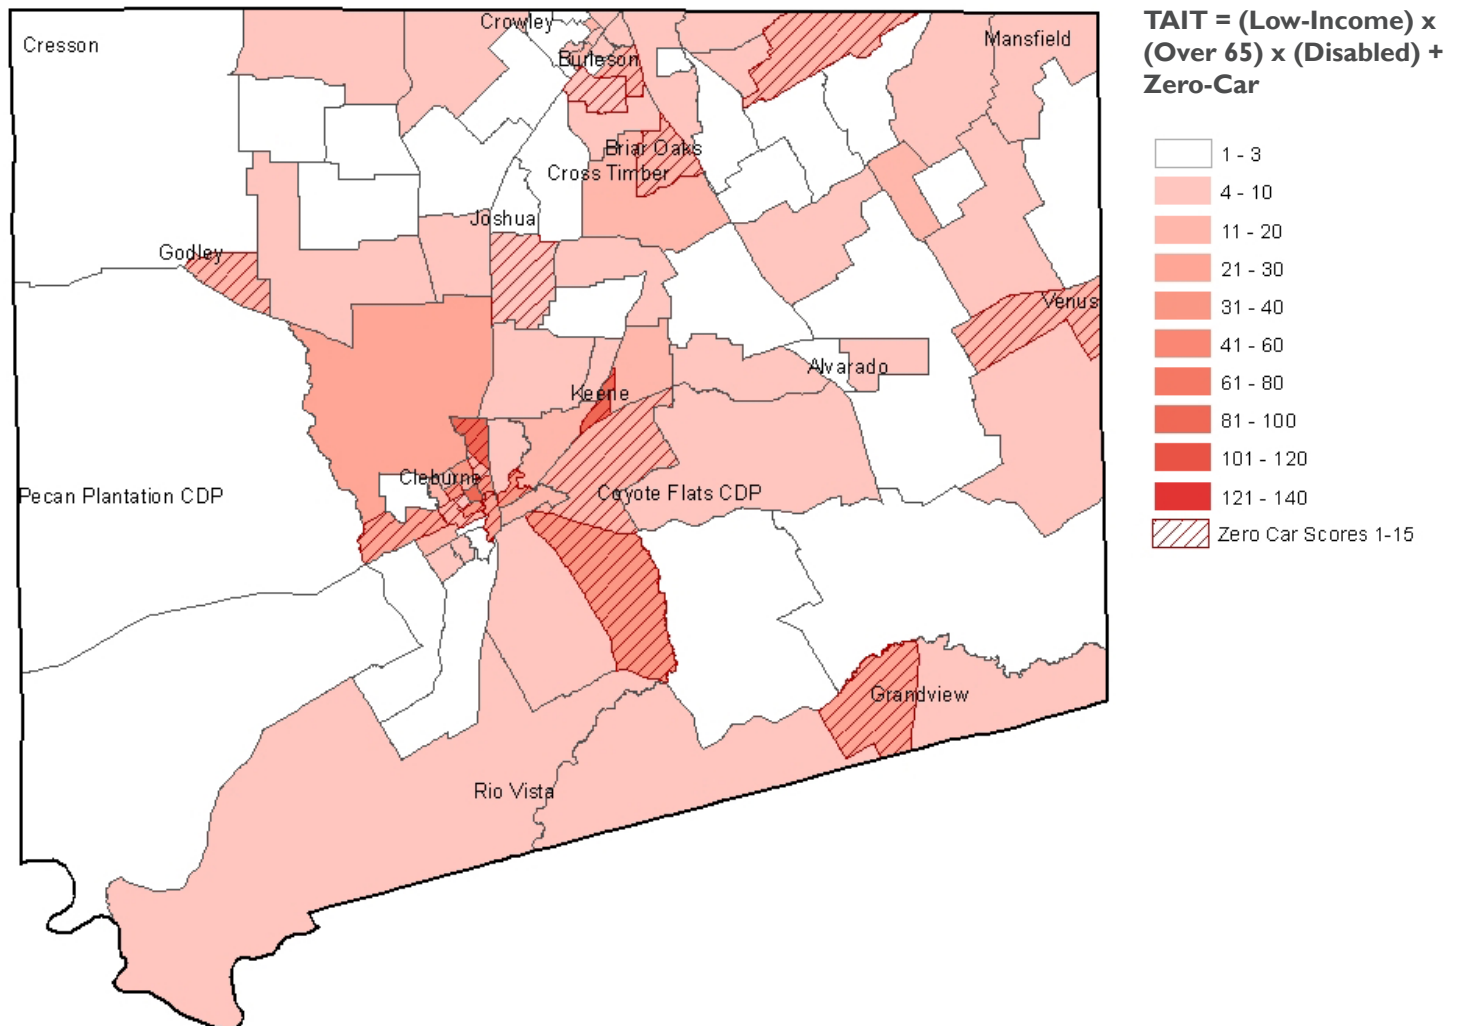 TAIT = (Low-Income) x
(Over 65) x (Disabled) +
Zero-Car
1 - 3
4 - 10
11 - 20
21 - 30
31 - 40
41 - 60
61 - 80
81 - 100
101 - 120
121 - 140
Zero Car Scores 1-15
Crowley
Cresson
Mansfield
Burleson
Briar Oaks
Cross Timber
Joshua
Godley
Venus
Alvarado
Keene
Cleburne
Pecan Plantation CDP
Coyote Flats CDP
Grandview
Rio Vista